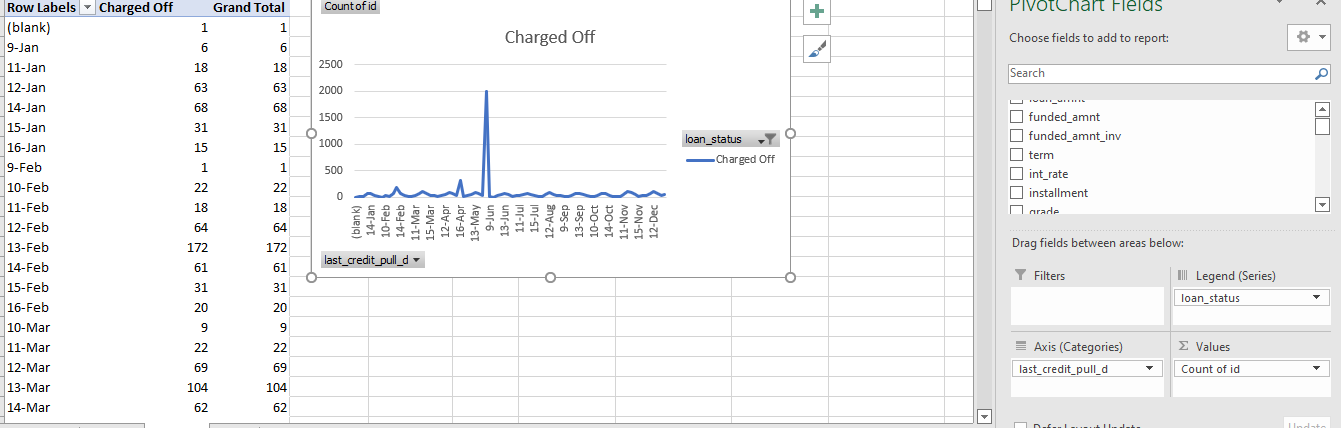 Row Labels Charged Off Grand Total
(blank) 1 1
9-Jan 6 6
11-Jan 18 18
12-Jan 63 63
14-Jan 68 68
15-Jan 31 31
16-Jan 15 15
9-Feb 1 1
10-Feb 22 22
11-Feb 18 18
12-Feb 64 64
13-Feb 172 172
14-Feb 61 61
15-Feb 31 31
16-Feb 20 20
10-Mar 9 9
11-Mar 22 22
12-Mar 69 69
13-Mar 104 104
14-Mar 62 62
Count of id
Charged Off
2500
2000
1500
1000
500
0
(blank)
14-Jan
10-Feb
14-Feb
11-Mar
15-Mar
12-Apr
16-Apr
13-May
9-Jun
13-Jun
11-Jul
15-Jul
12-Aug
9-Sep
13-Sep
10-Oct
14-Oct
11-Nov
15-Nov
12-Dec
loan_status
Charged Off
last_credit_pull_d
PivotChart Fields
Choose fields to add to report:
Search
loan_amnt
funded_amnt
funded_amnt_inv
term
int_rate
installment
grade
Drag fields between areas below:
Filters
Legend (Series)
loan_status
Axis (Categories)
last_credit_pull_d
Σ Values
Count of id
Defer Layout Update
Update